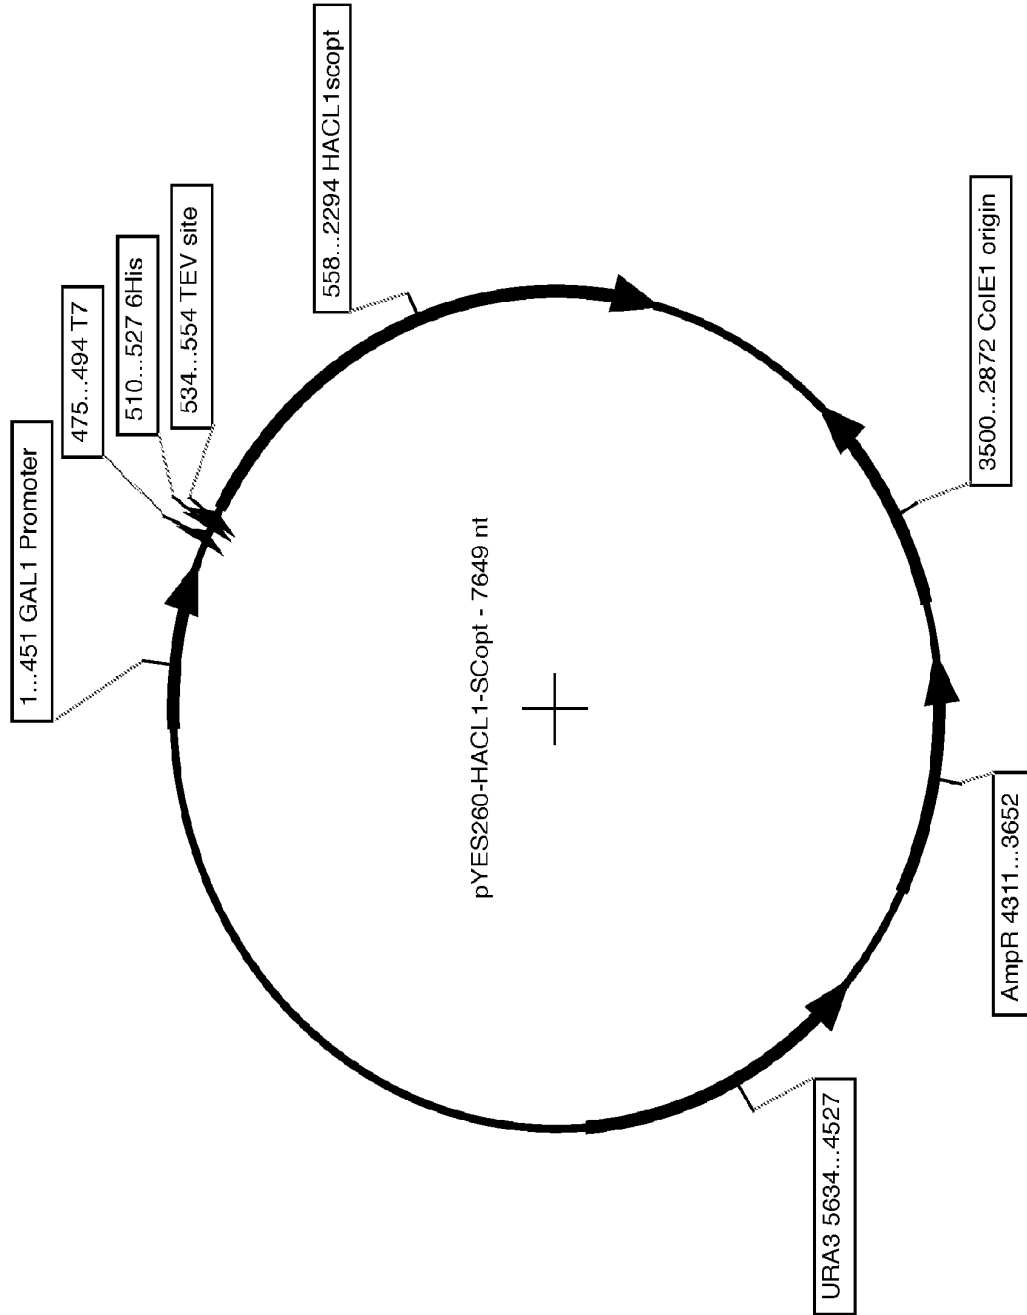 1...451 GAL1 Promoter
475...494 T7
510...527 6His
534...554 TEV site
558...2294 HACL1scopt
pYES260-HACL1-SCopt - 7649 nt
3500...2872 ColE1 origin
AmpR 4311...3652
URA3 5634...4527